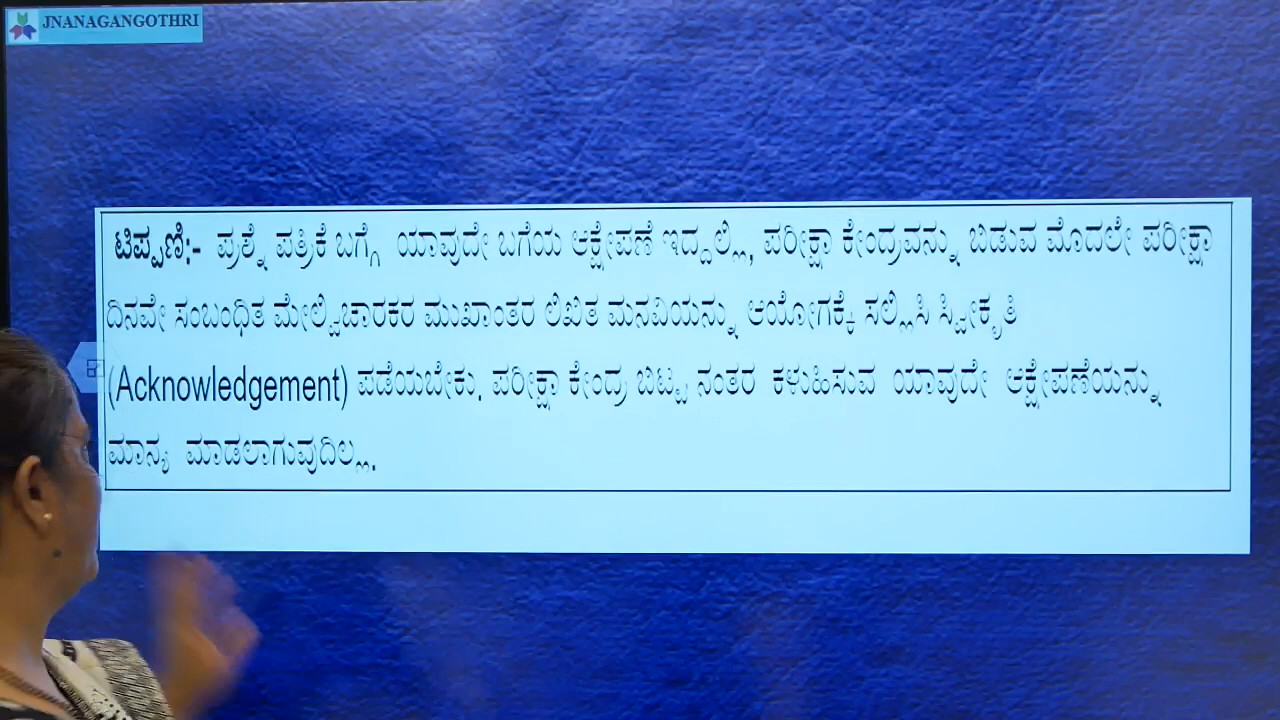 JNANAGANGOTHRI
ಟಿಪ್ಪಣಿ:- ಪ್ರಶ್ನೆ ಪತ್ರಿಕೆ ಬಗ್ಗೆ ಯಾವುದೇ ಬಗೆಯ ಆಕ್ಷೇಪಣೆ ಇದ್ದಲ್ಲಿ, ಪರೀಕ್ಷಾ ಕೇಂದ್ರವನ್ನು ಬಿಡುವ ಮೊದಲೇ ಪರೀಕ್ಷಾ
ದಿನವೇ ಸಂಬಂಧಿತ ಮೇಲ್ವಿಚಾರಕರ ಮುಖಾಂತರ ಲಿಖಿತ ಮನವಿಯನ್ನು ಆಯೋಗಕ್ಕೆ ಸಲ್ಲಿಸಿ ಸ್ವೀಕೃತಿ
(Acknowledgement) ಪಡೆಯಬೇಕು. ಪರೀಕ್ಷಾ ಕೇಂದ್ರ ಬಿಟ್ಟ ನಂತರ ಕಳುಹಿಸುವ ಯಾವುದೇ ಆಕ್ಷೇಪಣೆಯನ್ನು
ಮಾನ್ಯ ಮಾಡಲಾಗುವುದಿಲ್ಲ.